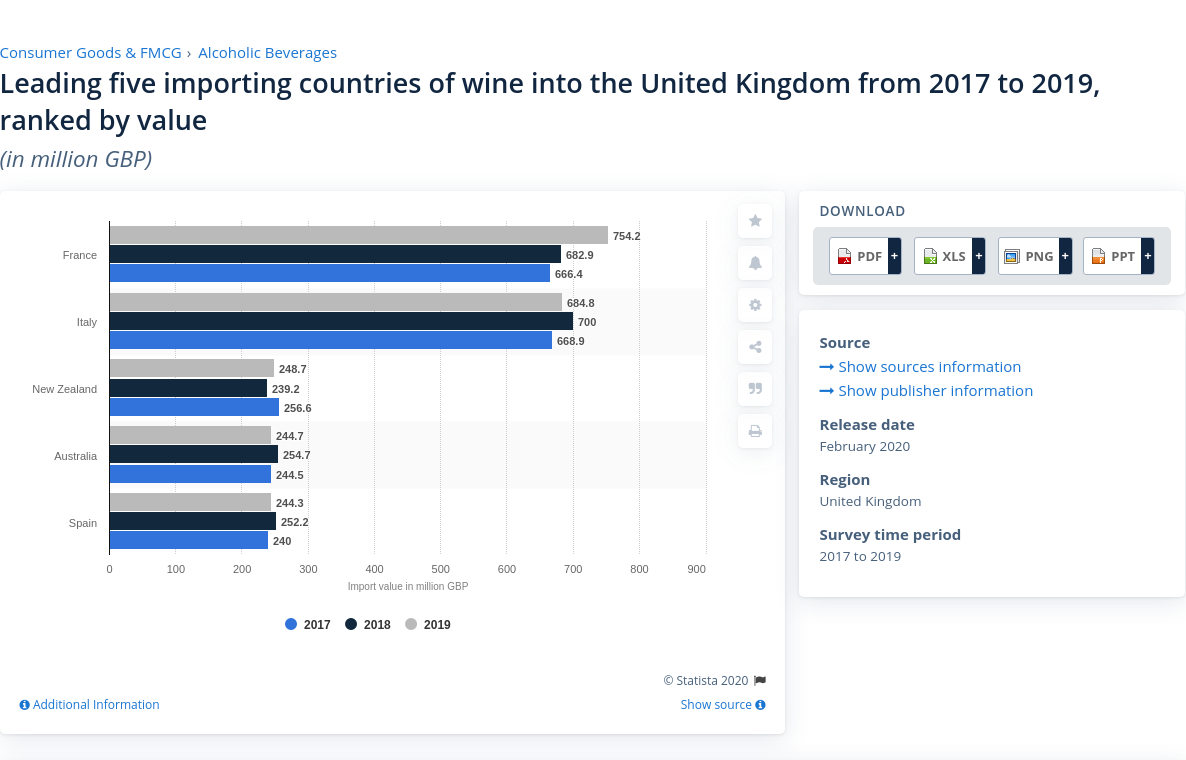 Consumer Goods & FMCG › Alcoholic Beverages
Leading five importing countries of wine into the United Kingdom from 2017 to 2019,
ranked by value
(in million GBP)
France
754.2
682.9
666.4
Italy
684.8
700
668.9
New Zealand
248.7
239.2
256.6
Australia
244.7
254.7
244.5
Spain
244.3
252.2
240
0 100 200 300 400 500 600 700 800 900
Import value in million GBP
2017 2018 2019
© Statista 2020
Additional Information
Show source
DOWNLOAD
PDF + XLS + PNG + PPT +
Source
Show sources information
Show publisher information
Release date
February 2020
Region
United Kingdom
Survey time period
2017 to 2019